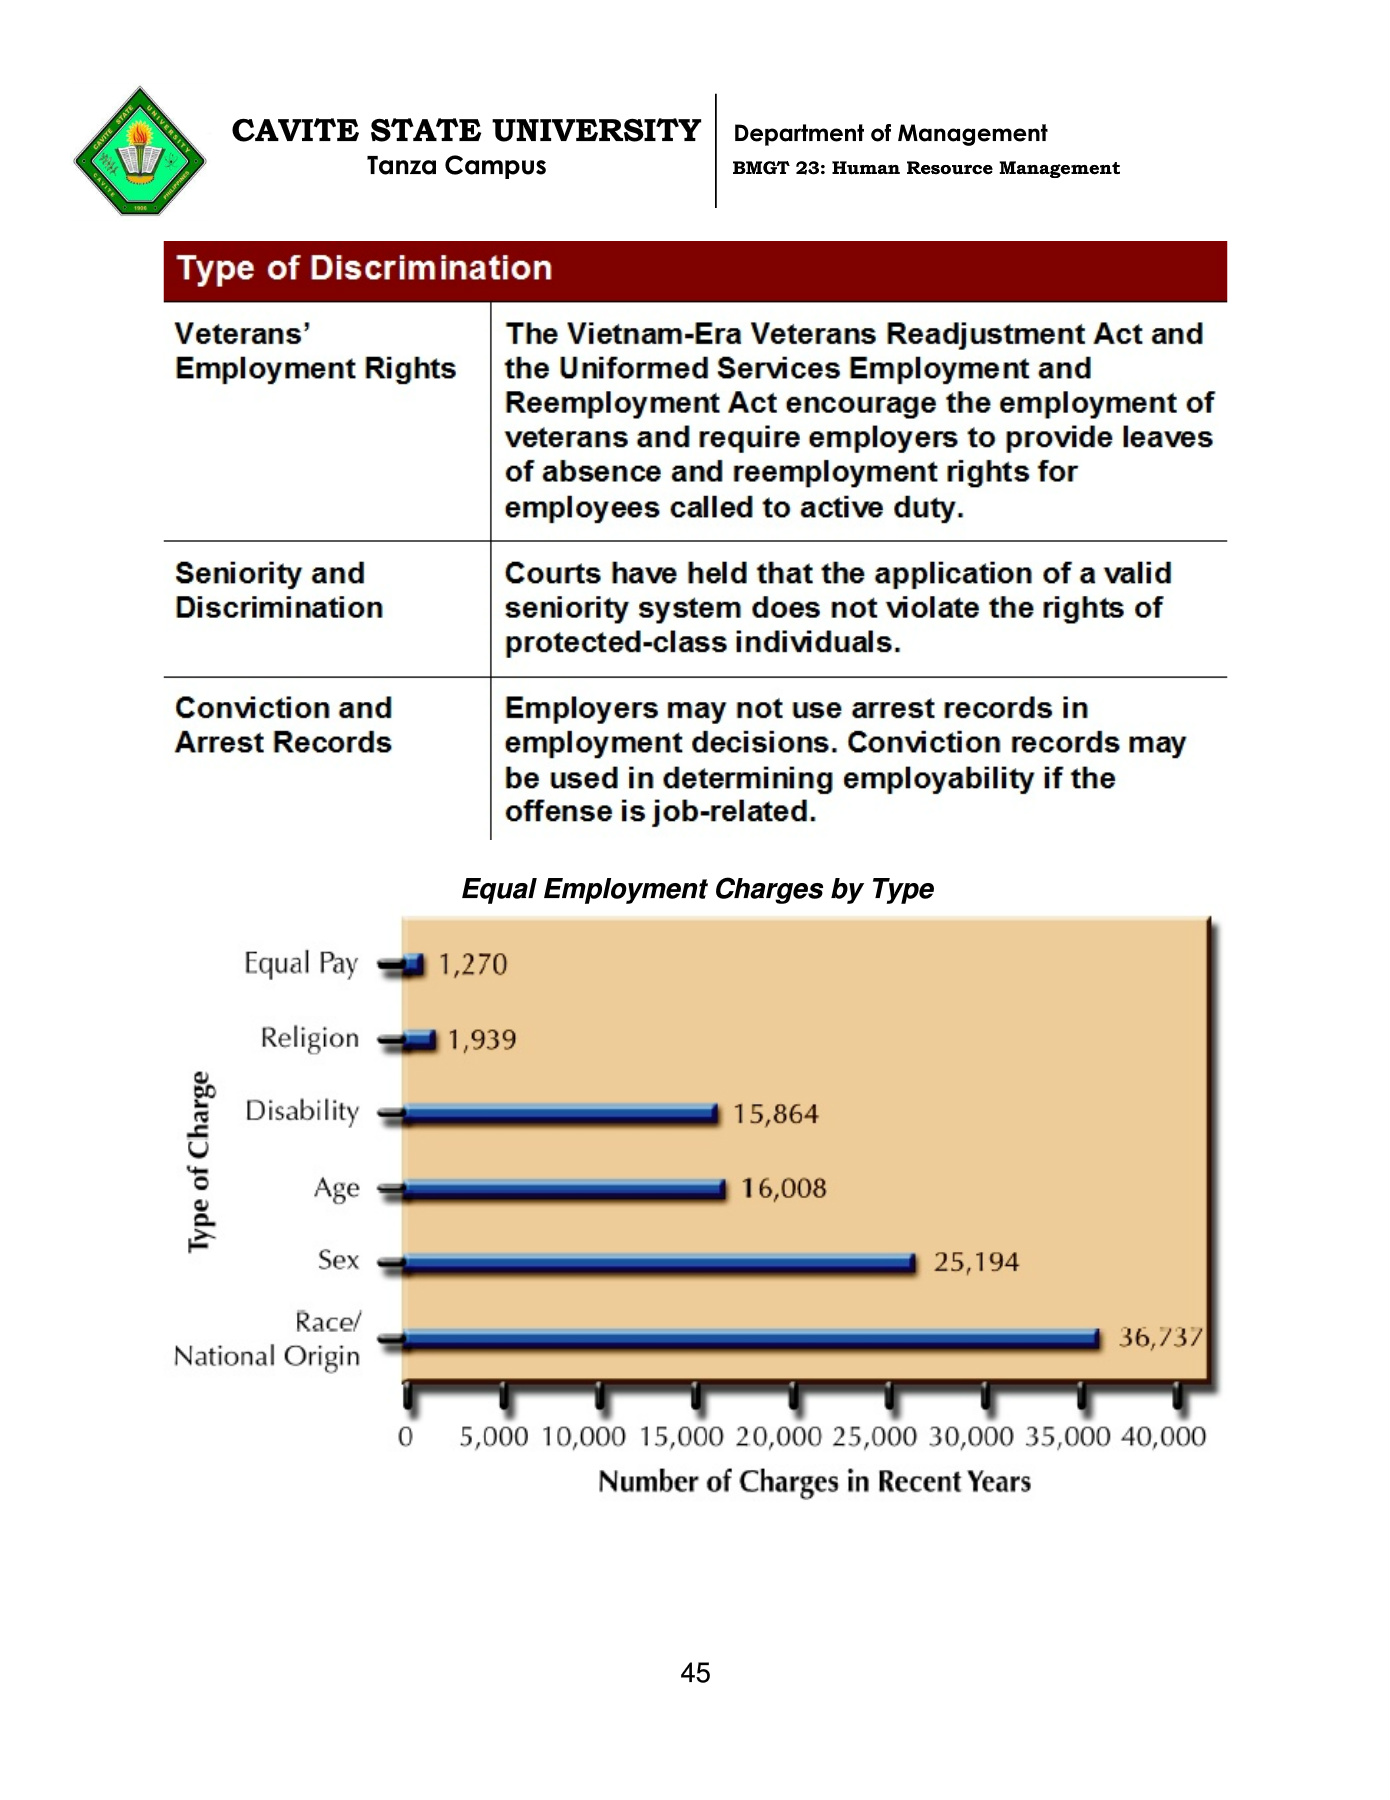 CAVITE STATE UNIVERSITY
Tanza Campus
Department of Management
BMGT 23: Human Resource Management
CAVITE STATE UNIVERSITY
CAVITE
PHILIPPINES
1906
Type of Discrimination
Veterans’
Employment Rights
The Vietnam-Era Veterans Readjustment Act and
the Uniformed Services Employment and
Reemployment Act encourage the employment of
veterans and require employers to provide leaves
of absence and reemployment rights for
employees called to active duty.
Seniority and
Discrimination
Courts have held that the application of a valid
seniority system does not violate the rights of
protected-class individuals.
Conviction and
Arrest Records
Employers may not use arrest records in
employment decisions. Conviction records may
be used in determining employability if the
offense is job-related.
Equal Employment Charges by Type
Type of Charge
Equal Pay 1,270
Religion 1,939
Disability 15,864
Age 16,008
Sex 25,194
Race/
National Origin 36,737
0 5,000 10,000 15,000 20,000 25,000 30,000 35,000 40,000
Number of Charges in Recent Years
45